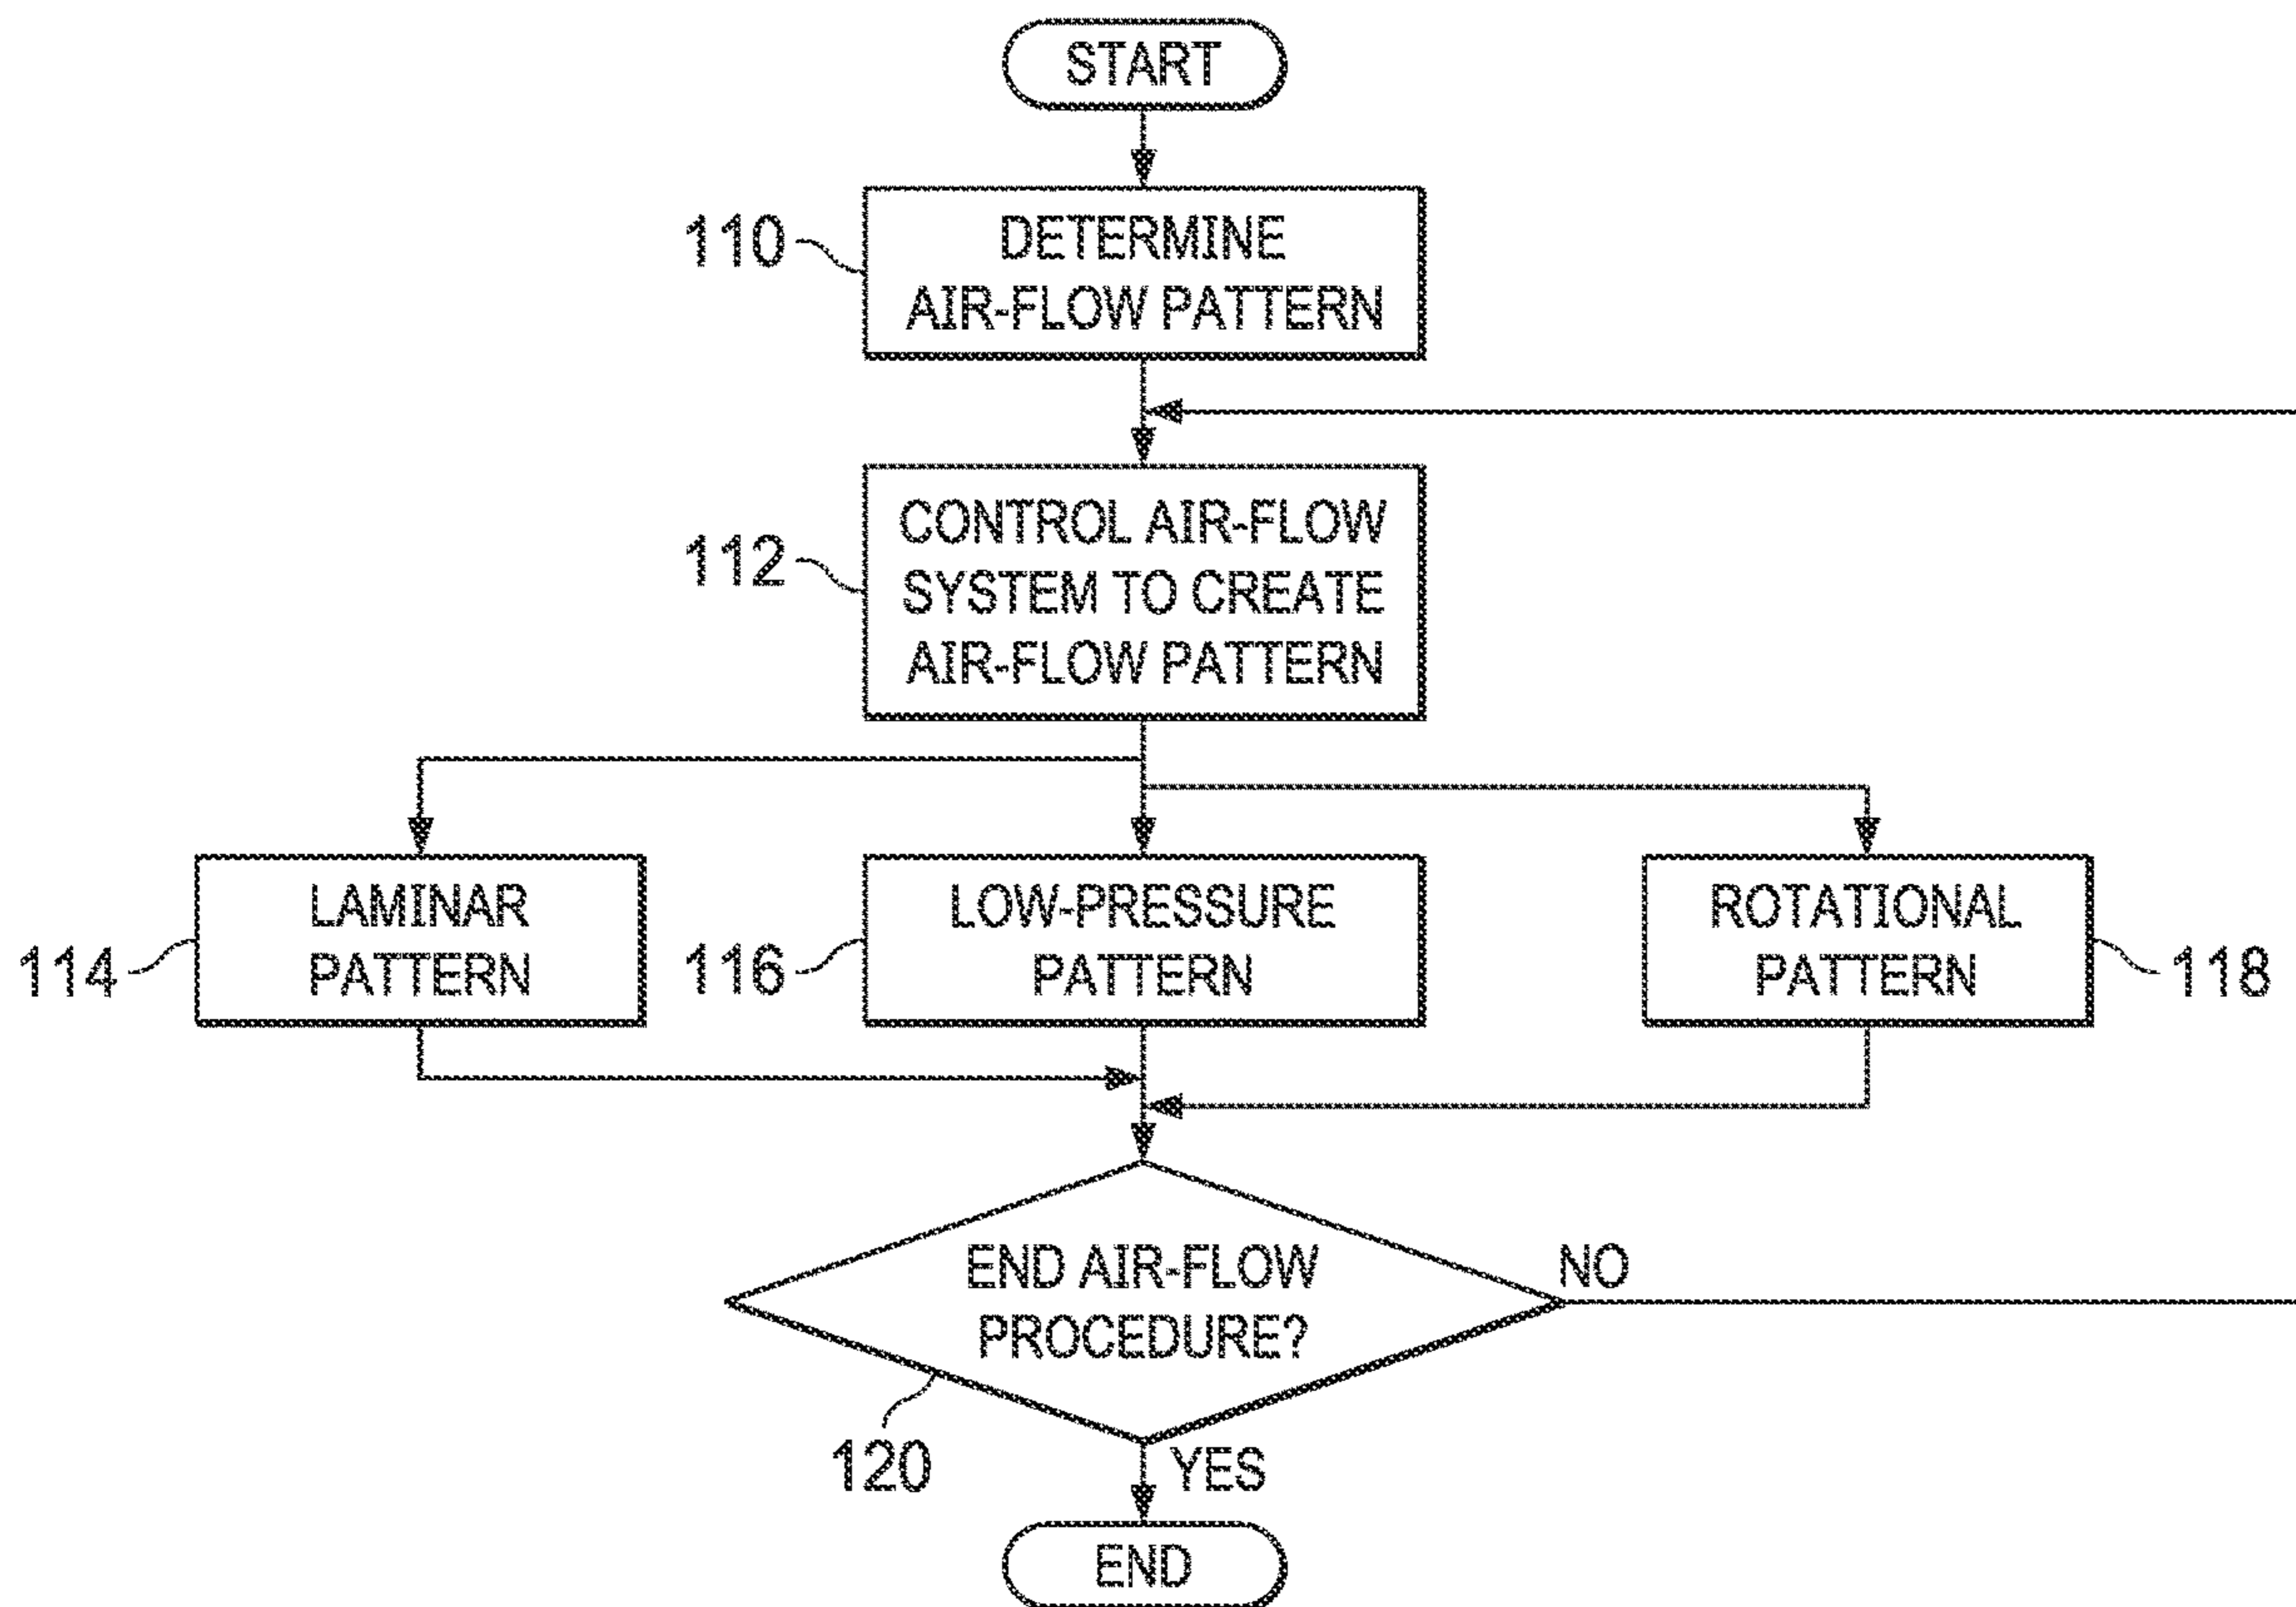 START
110
DETERMINE
AIR-FLOW PATTERN
112
CONTROL AIR-FLOW
SYSTEM TO CREATE
AIR-FLOW PATTERN
114
LAMINAR
PATTERN
116
LOW-PRESSURE
PATTERN
ROTATIONAL
PATTERN
118
END AIR-FLOW
PROCEDURE?
NO
120
YES
END